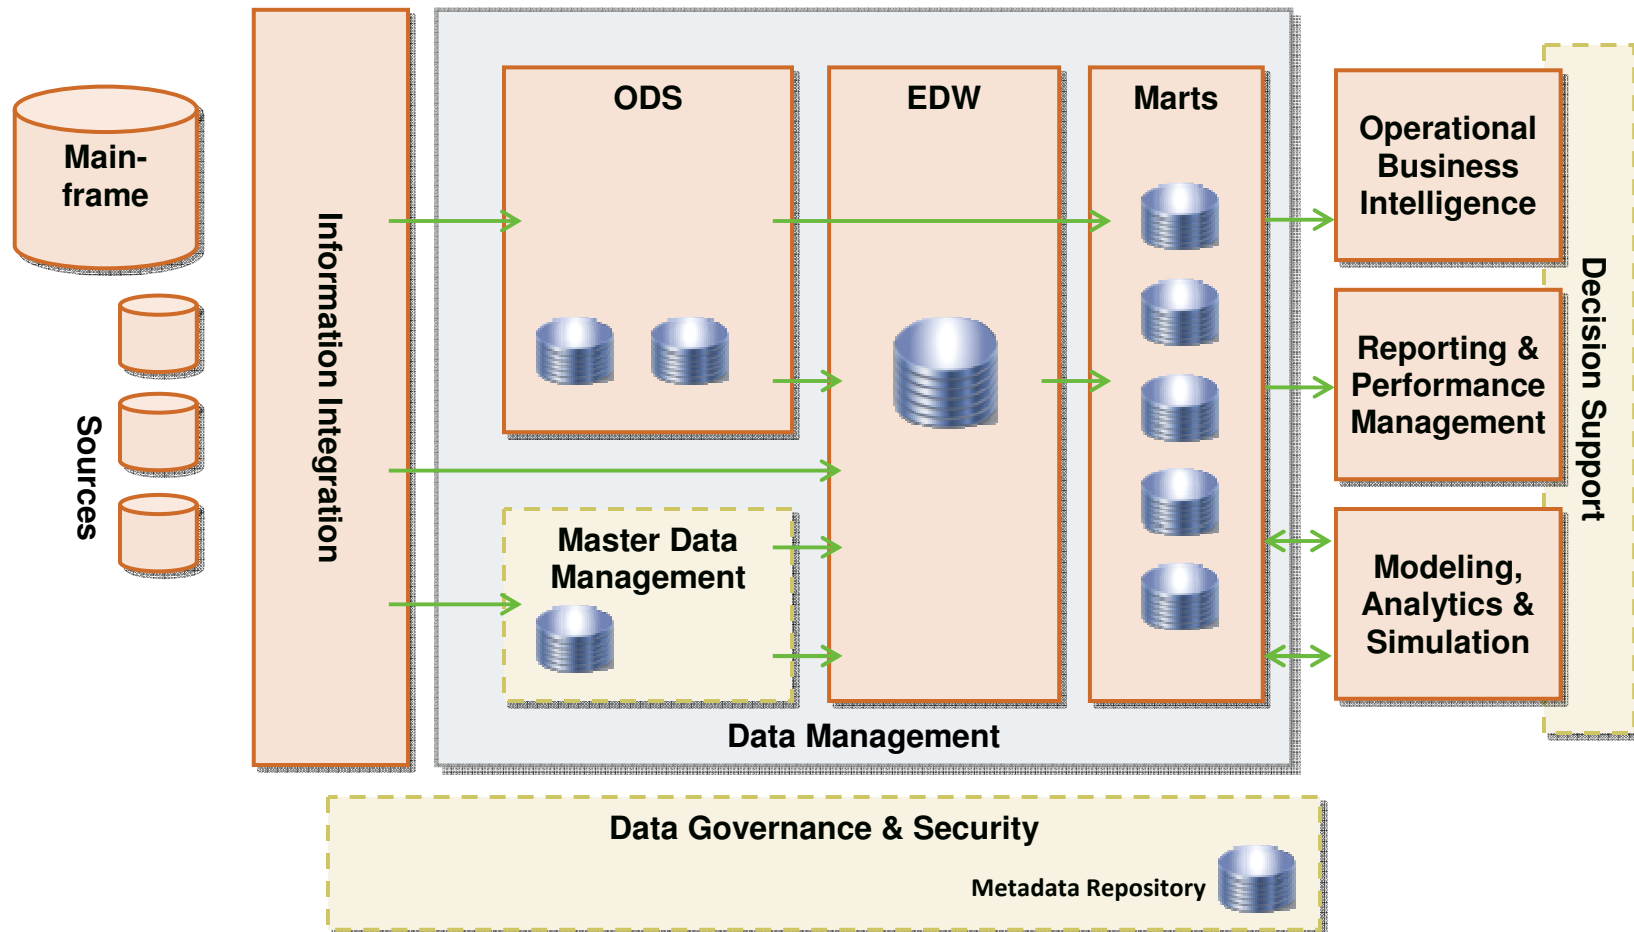 Main-
frame
Sources
Information Integration
ODS
EDW
Marts
Master Data
Management
Data Management
Operational
Business
Intelligence
Reporting &
Performance
Management
Modeling,
Analytics &
Simulation
Decision Support
Data Governance & Security
Metadata Repository